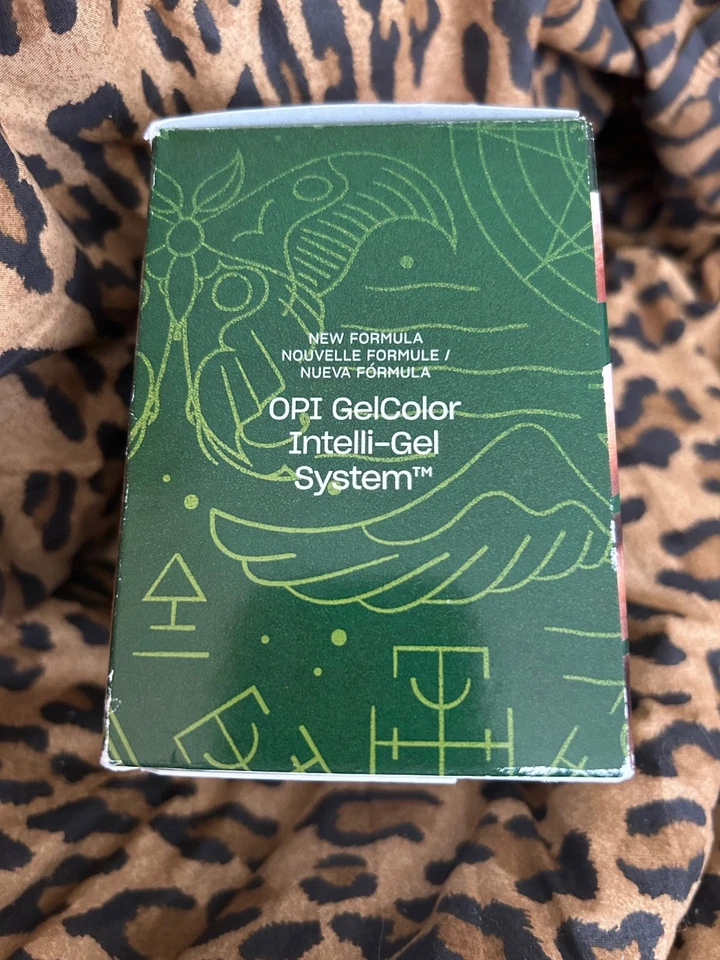 NEW FORMULA
NOUVELLE FORMULE /
NUEVA FÓRMULA
OPI GelColor
Intelli-Gel
System™